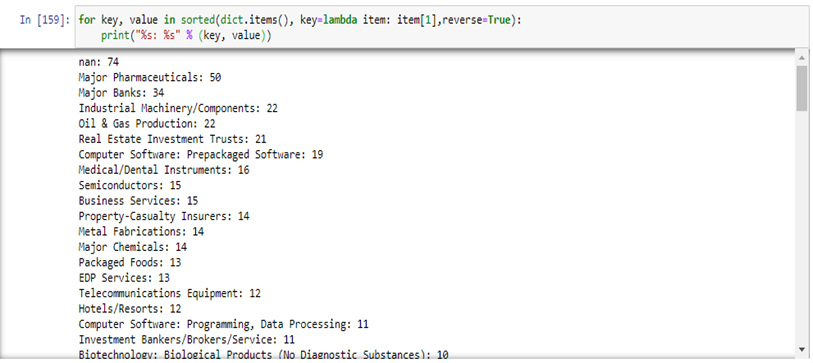 In [159]: for key, value in sorted(dict.items(), key=lambda item: item[1],reverse=True):
print("%s: %s" % (key, value))
nan: 74
Major Pharmaceuticals: 50
Major Banks: 34
Industrial Machinery/Components: 22
Oil & Gas Production: 22
Real Estate Investment Trusts: 21
Computer Software: Prepackaged Software: 19
Medical/Dental Instruments: 16
Semiconductors: 15
Business Services: 15
Property-Casualty Insurers: 14
Metal Fabrications: 14
Major Chemicals: 14
Packaged Foods: 13
EDP Services: 13
Telecommunications Equipment: 12
Hotels/Resorts: 12
Computer Software: Programming, Data Processing: 11
Investment Bankers/Brokers/Service: 11
Biotechnology: Biological Products (No Diagnostic Substances): 10